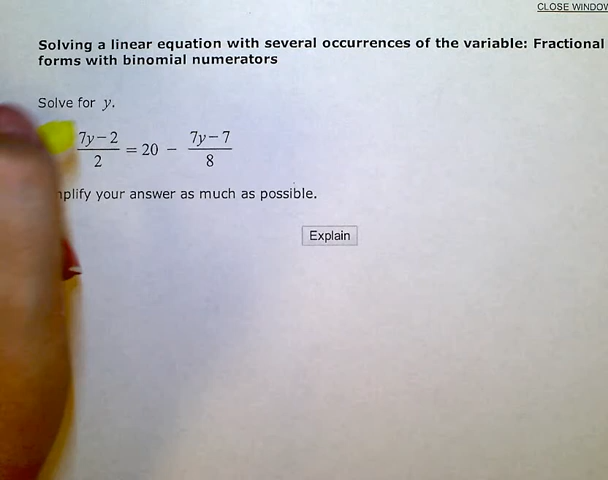 CLOSE WINDOW
Solving a linear equation with several occurrences of the variable: Fractional
forms with binomial numerators
Solve for y.
7y-2/2 = 20 - 7y-7/8
your answer as much as possible.
Explain